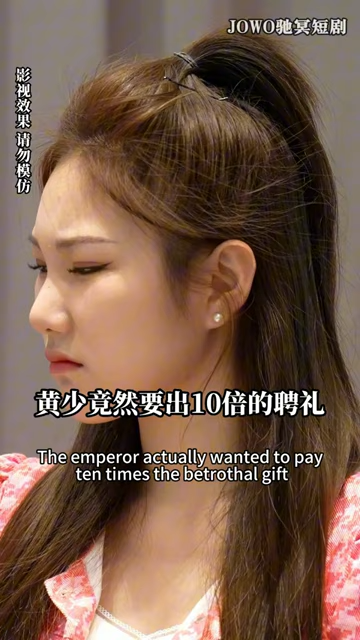 JOWO驰冥短剧
影视效果 请勿模仿
黄少竟然要出10倍的聘礼
The emperor actually wanted to pay
ten times the betrothal gift